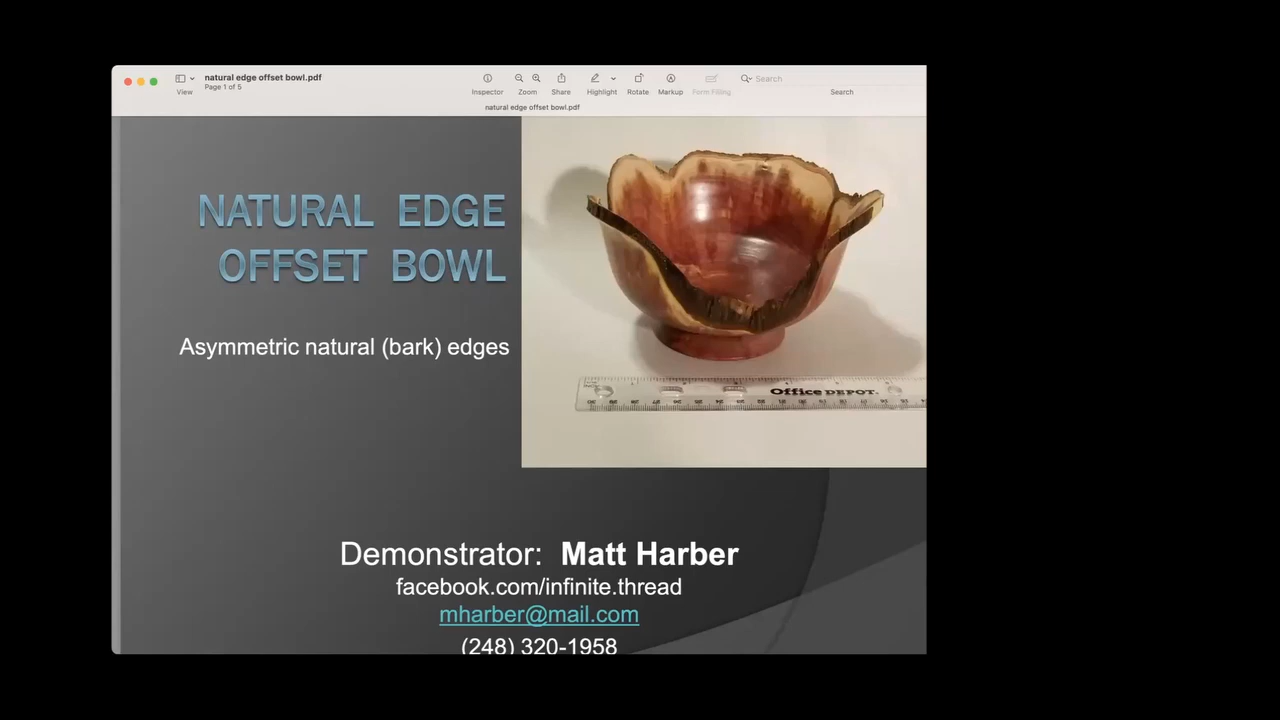 natural edge offset bowl.pdf
Page 1 of 5
View
Inspector
Zoom
Share
Highlight
Rotate
Markup
Form Filling
Search
Search
natural edge offset bowl.pdf
NATURAL EDGE
OFFSET BOWL
Asymmetric natural (bark) edges
Office DEPOT.
Demonstrator: Matt Harber
facebook.com/infinite.thread
mharber@mail.com
(248) 320-1958